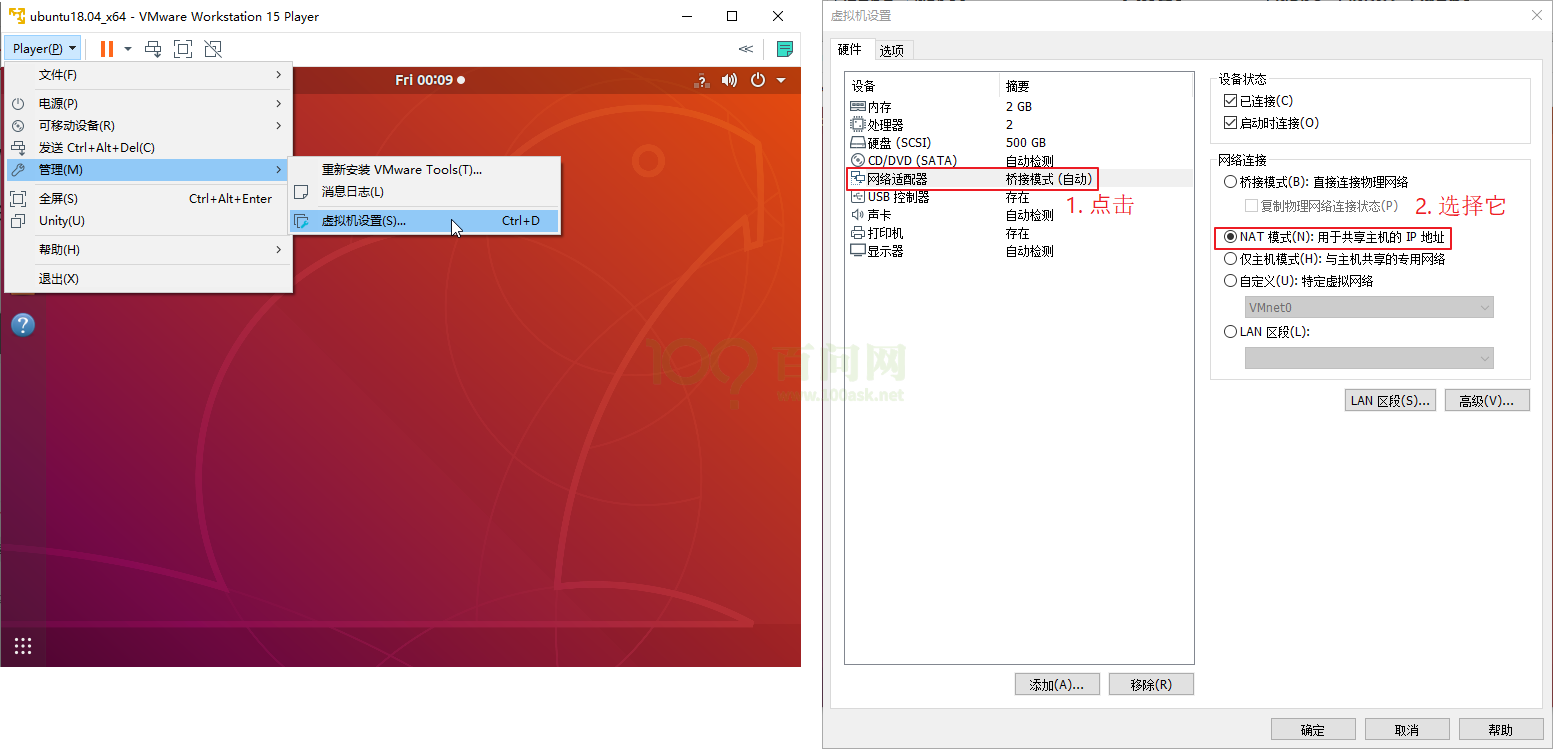 ubuntu18.04_x64 - VMware Workstation 15 Player
Player(P)
Fri 00:09
文件(F)
电源(P)
可移动设备(R)
发送 Ctrl+Alt+Del(C)
管理(M)
全屏(S) Ctrl+Alt+Enter
Unity(U)
帮助(H)
退出(X)
重新安装 VMware Tools(T)...
消息日志(L)
虚拟机设置(S)... Ctrl+D
虚拟机设置
硬件 选项
设备 摘要
内存 2 GB
处理器 2
硬盘 (SCSI) 500 GB
CD/DVD (SATA) 自动检测
网络适配器 桥接模式 (自动)
USB 控制器 存在
声卡 自动检测
打印机 存在
显示器 自动检测
1. 点击
添加(A)... 移除(R)
设备状态
已连接(C)
启动时连接(O)
网络连接
桥接模式(B): 直接连接物理网络
复制物理网络连接状态(P)
2. 选择它
NAT 模式(N): 用于共享主机的 IP 地址
仅主机模式(H): 与主机共享的专用网络
自定义(U): 特定虚拟网络
VMnet0
LAN 区段(L):
LAN 区段(S)... 高级(V)...
确定 取消 帮助
100? 百问网
www.100ask.net